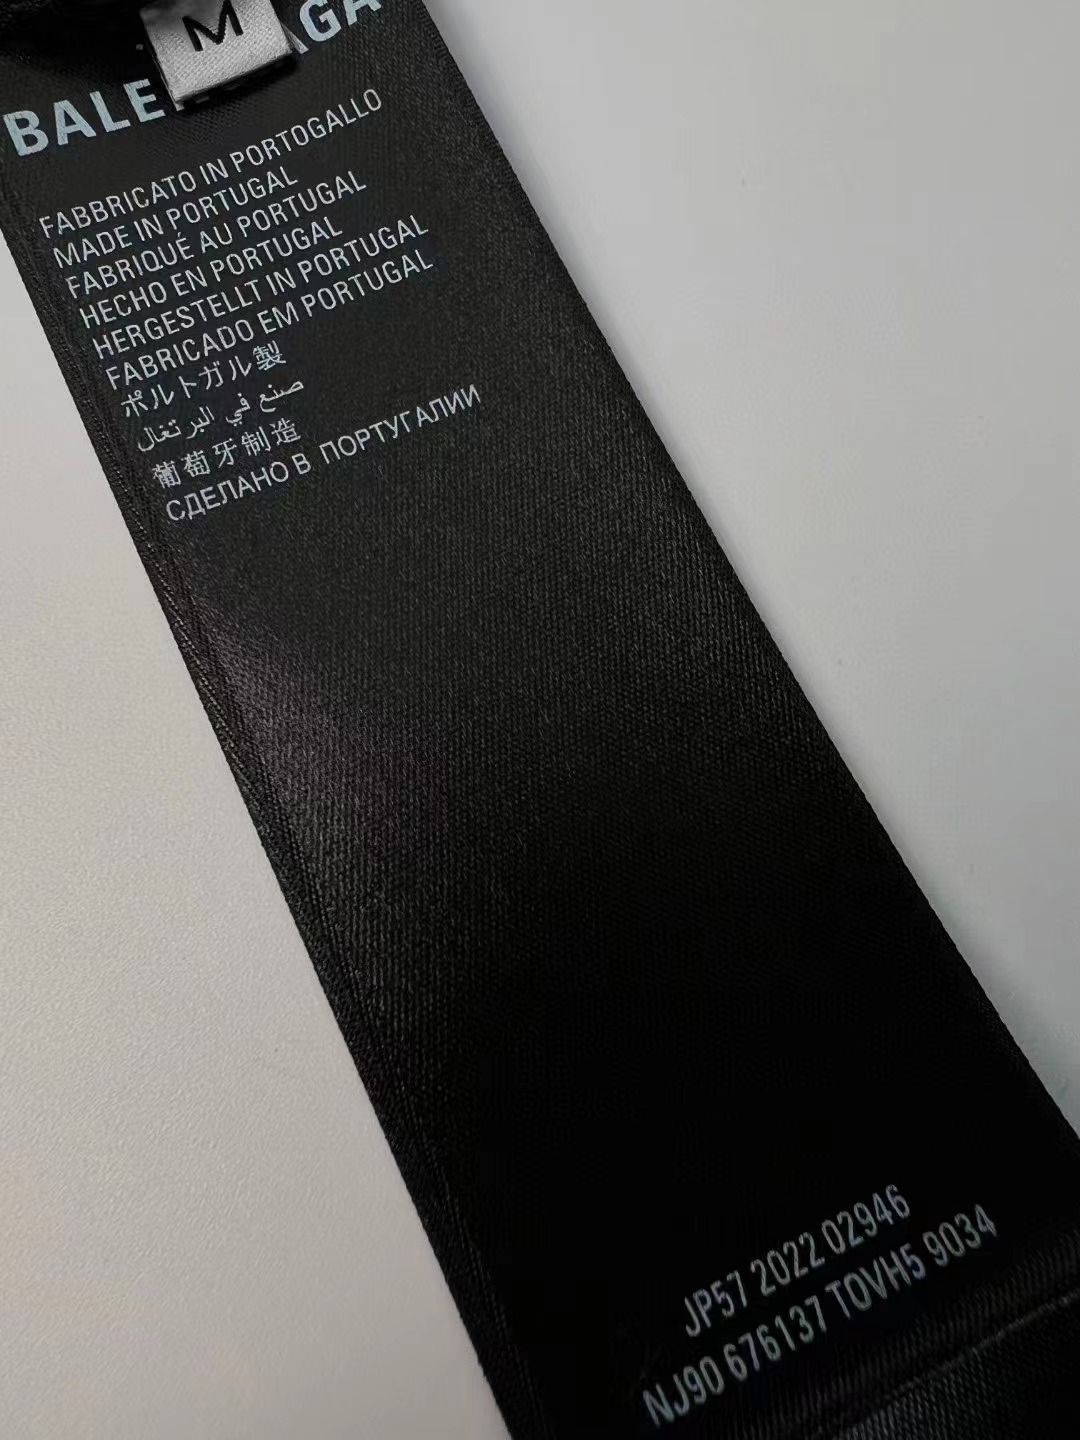 M
BALE AGA
FABBRICATO IN PORTOGALLO
MADE IN PORTUGAL
FABRIQUÉ AU PORTUGAL
HECHO EN PORTUGAL
HERGESTELLT IN PORTUGAL
FABRICADO EM PORTUGAL
ポルトガル製
صنع في البرتغال
葡萄牙制造
СДЕЛАНО В ПОРТУГАЛИИ
JP57 2022 02946
NJ90 676137 TOVH5 9034